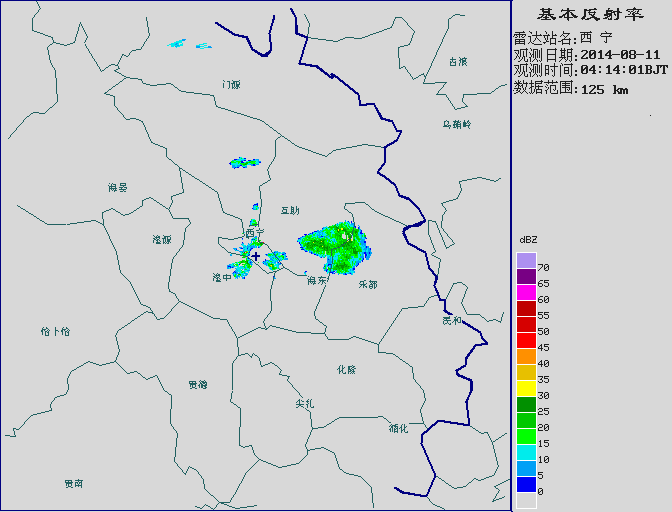 基本反射率
雷达站名:西 宁
观测日期:2014-08-11
观测时间:04:14:01BJT
数据范围:125 km
古浪
门源
乌鞘岭
海晏
互助
西宁
湟源
湟中
海东
乐都
民和
恰卜恰
化隆
贵德
尖扎
循化
贵南
dBZ
70
65
60
55
50
45
40
35
30
25
20
15
10
5
0